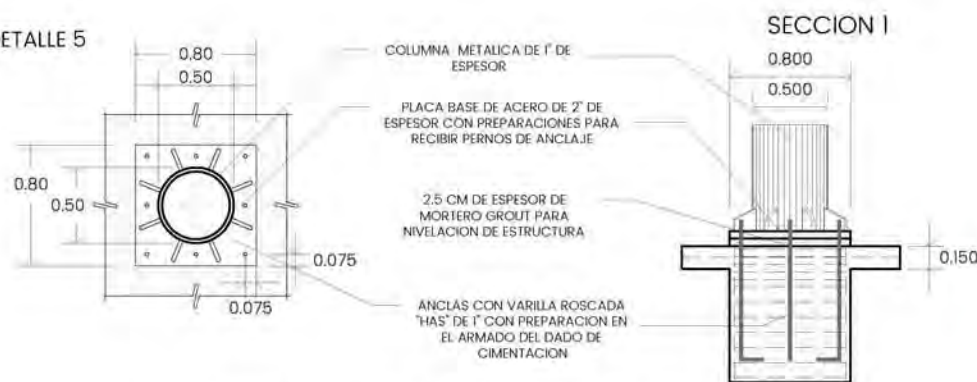 ETALLE 5
SECCION 1
0.80
0.50
0.80
0.50
0.075
0.075
COLUMNA METALICA DE 1" DE
ESPESOR
PLACA BASE DE ACERO DE 2" DE
ESPESOR CON PREPARACIONES PARA
RECIBIR PERNOS DE ANCLAJE
2.5 CM DE ESPESOR DE
MORTERO GROUT PARA
NIVELACION DE ESTRUCTURA
ANCLAS CON VARILLA ROSCADA
"HAS" DE 1" CON PREPARACION EN
EL ARMADO DEL DADO DE
CIMENTACION
0.800
0.500
0.150